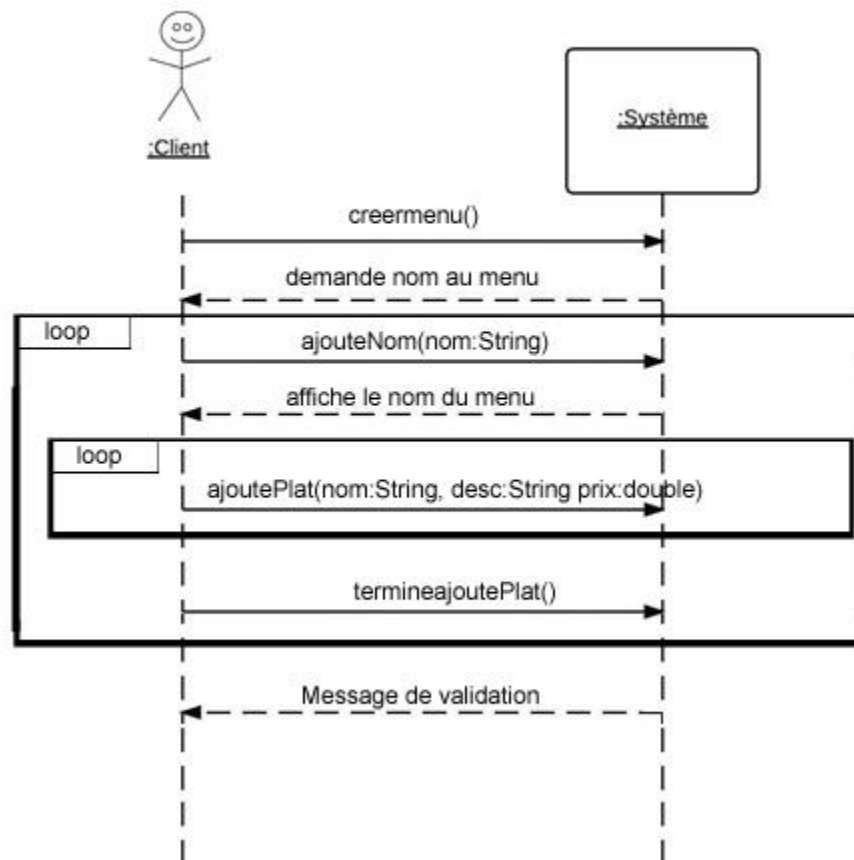 :Client
:Système
creermenu()
demande nom au menu
loop
ajouteNom(nom:String)
affiche le nom du menu
loop
ajoutePlat(nom:String, desc:String prix:double)
termineajoutePlat()
Message de validation